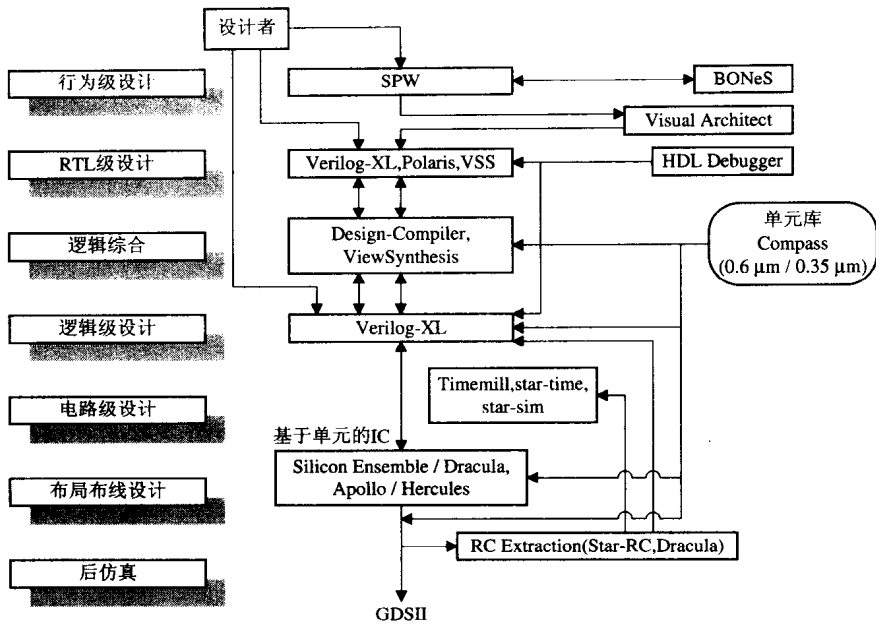 设计者
行为级设计
SPW
BONeS
Visual Architect
RTL级设计
Verilog-XL,Polaris,VSS
HDL Debugger
逻辑综合
Design-Compiler,
ViewSynthesis
单元库
Compass
(0.6 μm / 0.35 μm)
逻辑级设计
Verilog-XL
电路级设计
Timemill,star-time,
star-sim
基于单元的IC
布局布线设计
Silicon Ensemble / Dracula,
Apollo / Hercules
RC Extraction(Star-RC,Dracula)
后仿真
GDSII